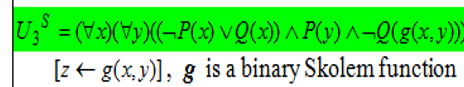 U₃ˢ = (∀x)(∀y)((¬P(x) ∨ Q(x)) ∧ P(y) ∧ ¬Q(g(x, y)))
[z ← g(x, y)] , g is a binary Skolem function